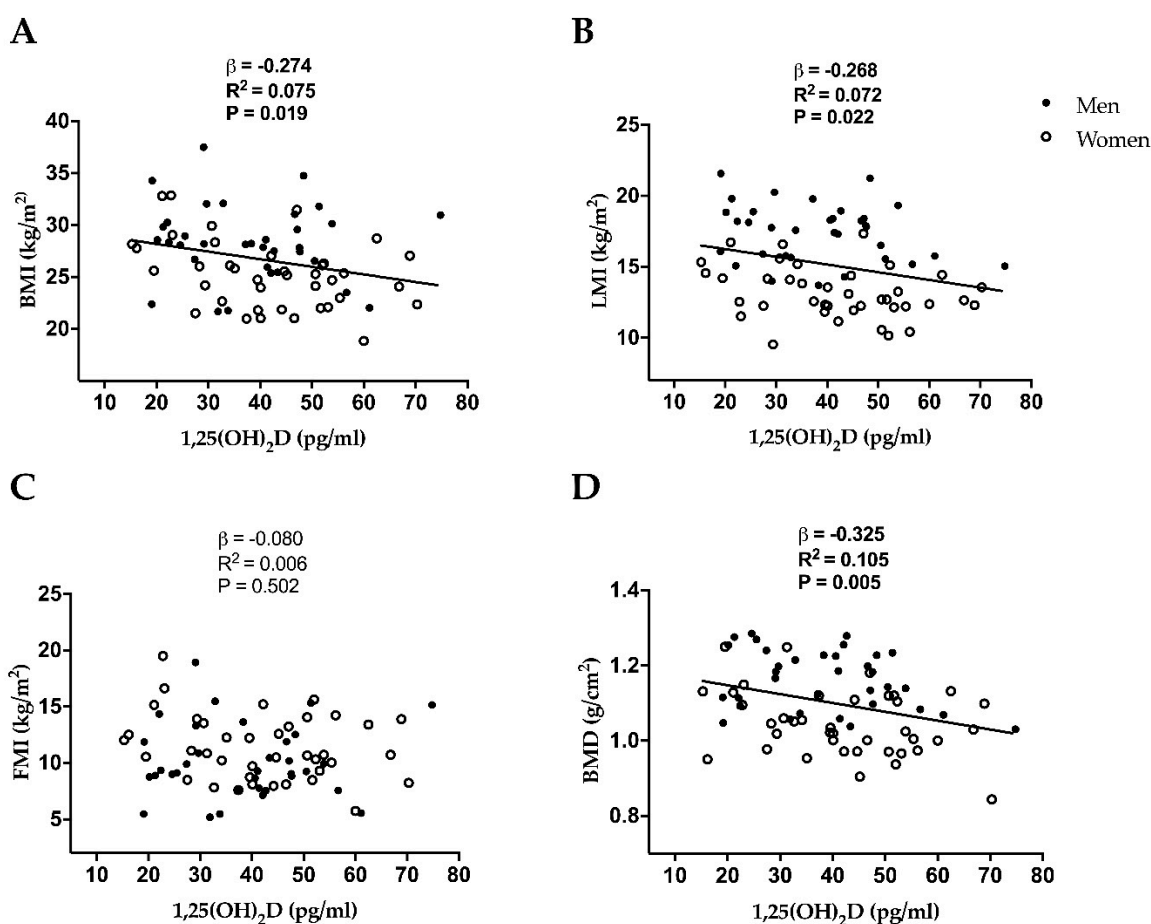 A
β = -0.274
R² = 0.075
P = 0.019
BMI (kg/m²)
40
35
30
25
20
10 20 30 40 50 60 70 80
1,25(OH)₂D (pg/ml)
B
β = -0.268
R² = 0.072
P = 0.022
LMI (kg/m²)
25
20
15
10
10 20 30 40 50 60 70 80
1,25(OH)₂D (pg/ml)
Men
Women
C
β = -0.080
R² = 0.006
P = 0.502
FMI (kg/m²)
25
20
15
10
5
10 20 30 40 50 60 70 80
1,25(OH)₂D (pg/ml)
D
β = -0.325
R² = 0.105
P = 0.005
BMD (g/cm²)
1.4
1.2
1.0
0.8
10 20 30 40 50 60 70 80
1,25(OH)₂D (pg/ml)